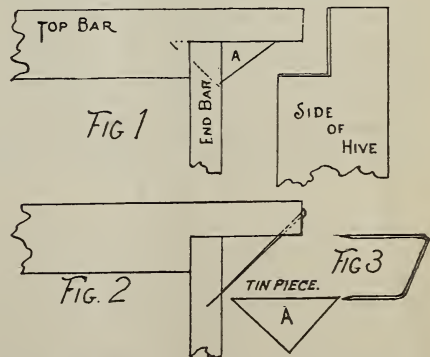 TOP BAR
A
END BAR.
FIG 1
SIDE
OF
HIVE
FIG. 2
FIG 3
TIN PIECE.
A